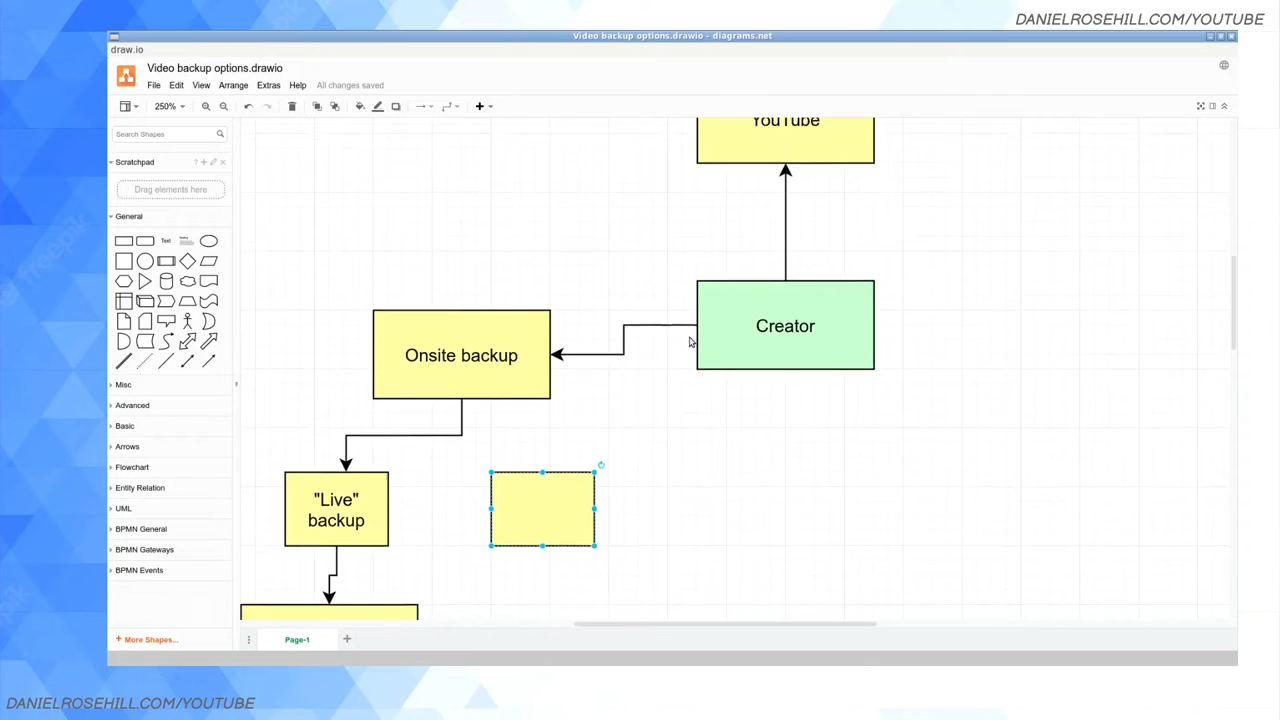 DANIELROSEHILL.COM/YOUTUBE
Video backup options.drawio - diagrams.net
draw.io
Video backup options.drawio
File Edit View Arrange Extras Help All changes saved
250%
Search Shapes
Scratchpad
Drag elements here
General
Text
Misc
Advanced
Basic
Arrows
Flowchart
Entity Relation
UML
BPMN General
BPMN Gateways
BPMN Events
+ More Shapes...
YouTube
Creator
Onsite backup
"Live"
backup
Page-1
DANIELROSEHILL.COM/YOUTUBE